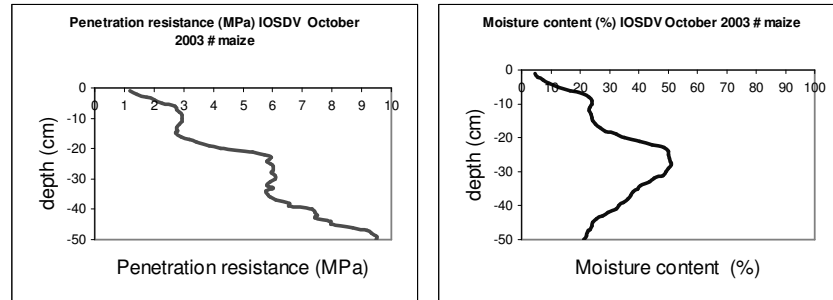 Penetration resistance (MPa) IOSDV October
2003 # maize
0 1 2 3 4 5 6 7 8 9 10
0
-10
-20
-30
-40
-50
depth (cm)
Penetration resistance (MPa)
Moisture content (%) IOSDV October 2003 # maize
0 10 20 30 40 50 60 70 80 90 100
0
-10
-20
-30
-40
-50
depth (cm)
Moisture content (%)